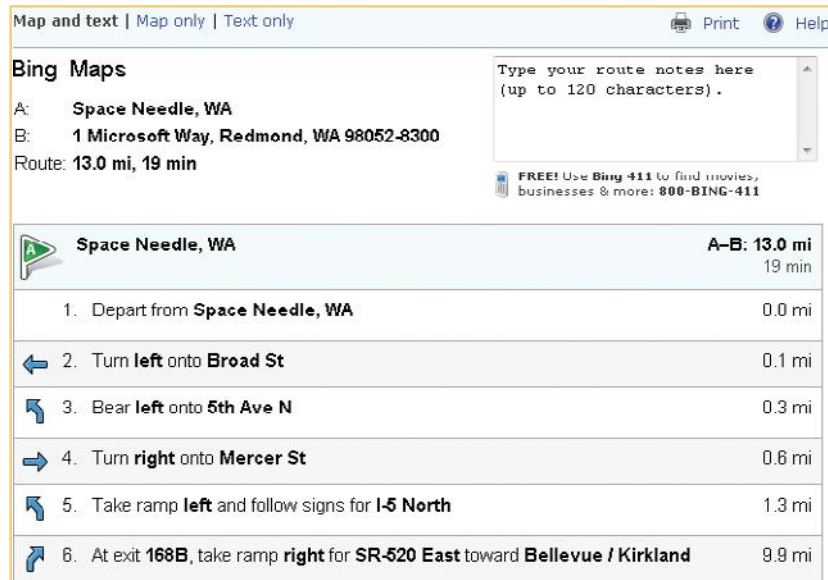 Map and text | Map only | Text only Print Help
Bing Maps
Type your route notes here
(up to 120 characters).
A: Space Needle, WA
B: 1 Microsoft Way, Redmond, WA 98052-8300
Route: 13.0 mi, 19 min
FREE! Use Bing 411 to find movies,
businesses & more: 800-BING-411
A Space Needle, WA A–B: 13.0 mi
19 min
1. Depart from Space Needle, WA 0.0 mi
2. Turn left onto Broad St 0.1 mi
3. Bear left onto 5th Ave N 0.3 mi
4. Turn right onto Mercer St 0.6 mi
5. Take ramp left and follow signs for I-5 North 1.3 mi
6. At exit 168B, take ramp right for SR-520 East toward Bellevue / Kirkland 9.9 mi